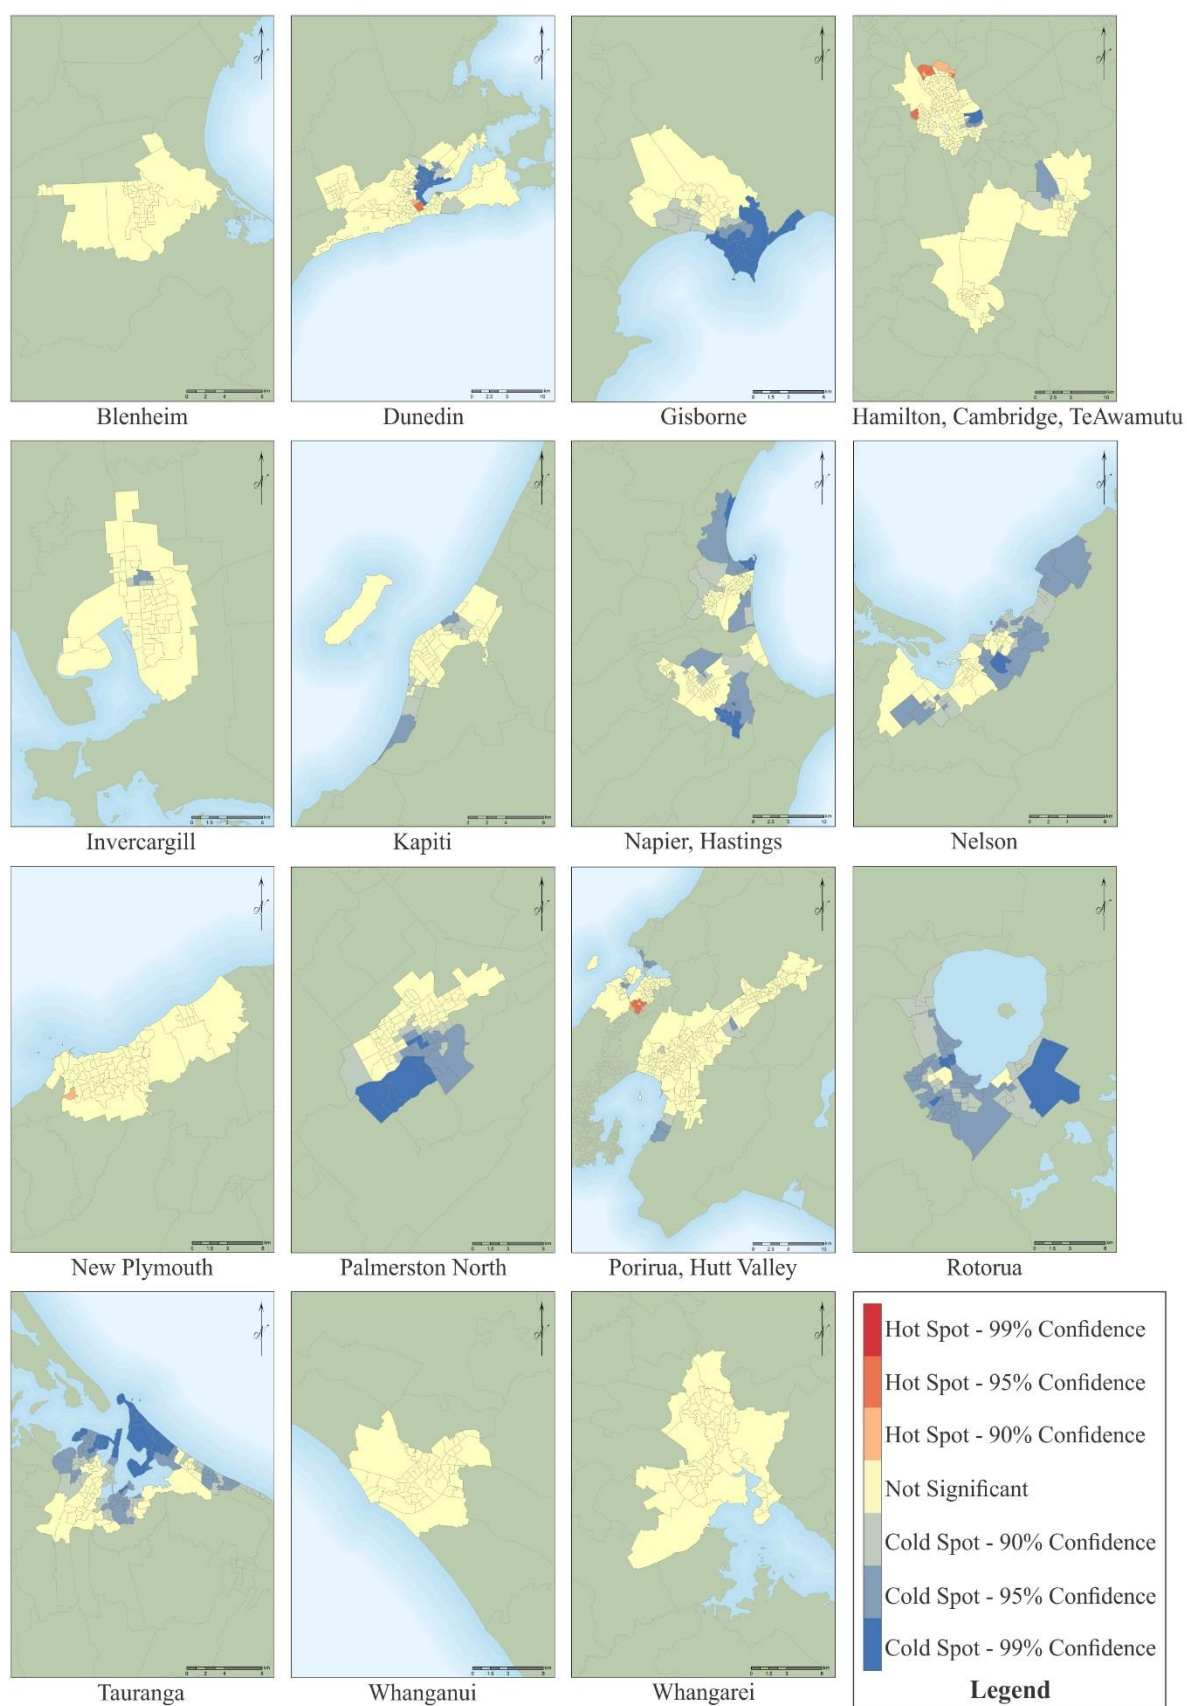 Blenheim
Dunedin
Gisborne
Hamilton, Cambridge, TeAwamutu
Invercargill
Kapiti
Napier, Hastings
Nelson
New Plymouth
Palmerston North
Porirua, Hutt Valley
Rotorua
Tauranga
Whanganui
Whangarei
Hot Spot - 99% Confidence
Hot Spot - 95% Confidence
Hot Spot - 90% Confidence
Not Significant
Cold Spot - 90% Confidence
Cold Spot - 95% Confidence
Cold Spot - 99% Confidence
Legend